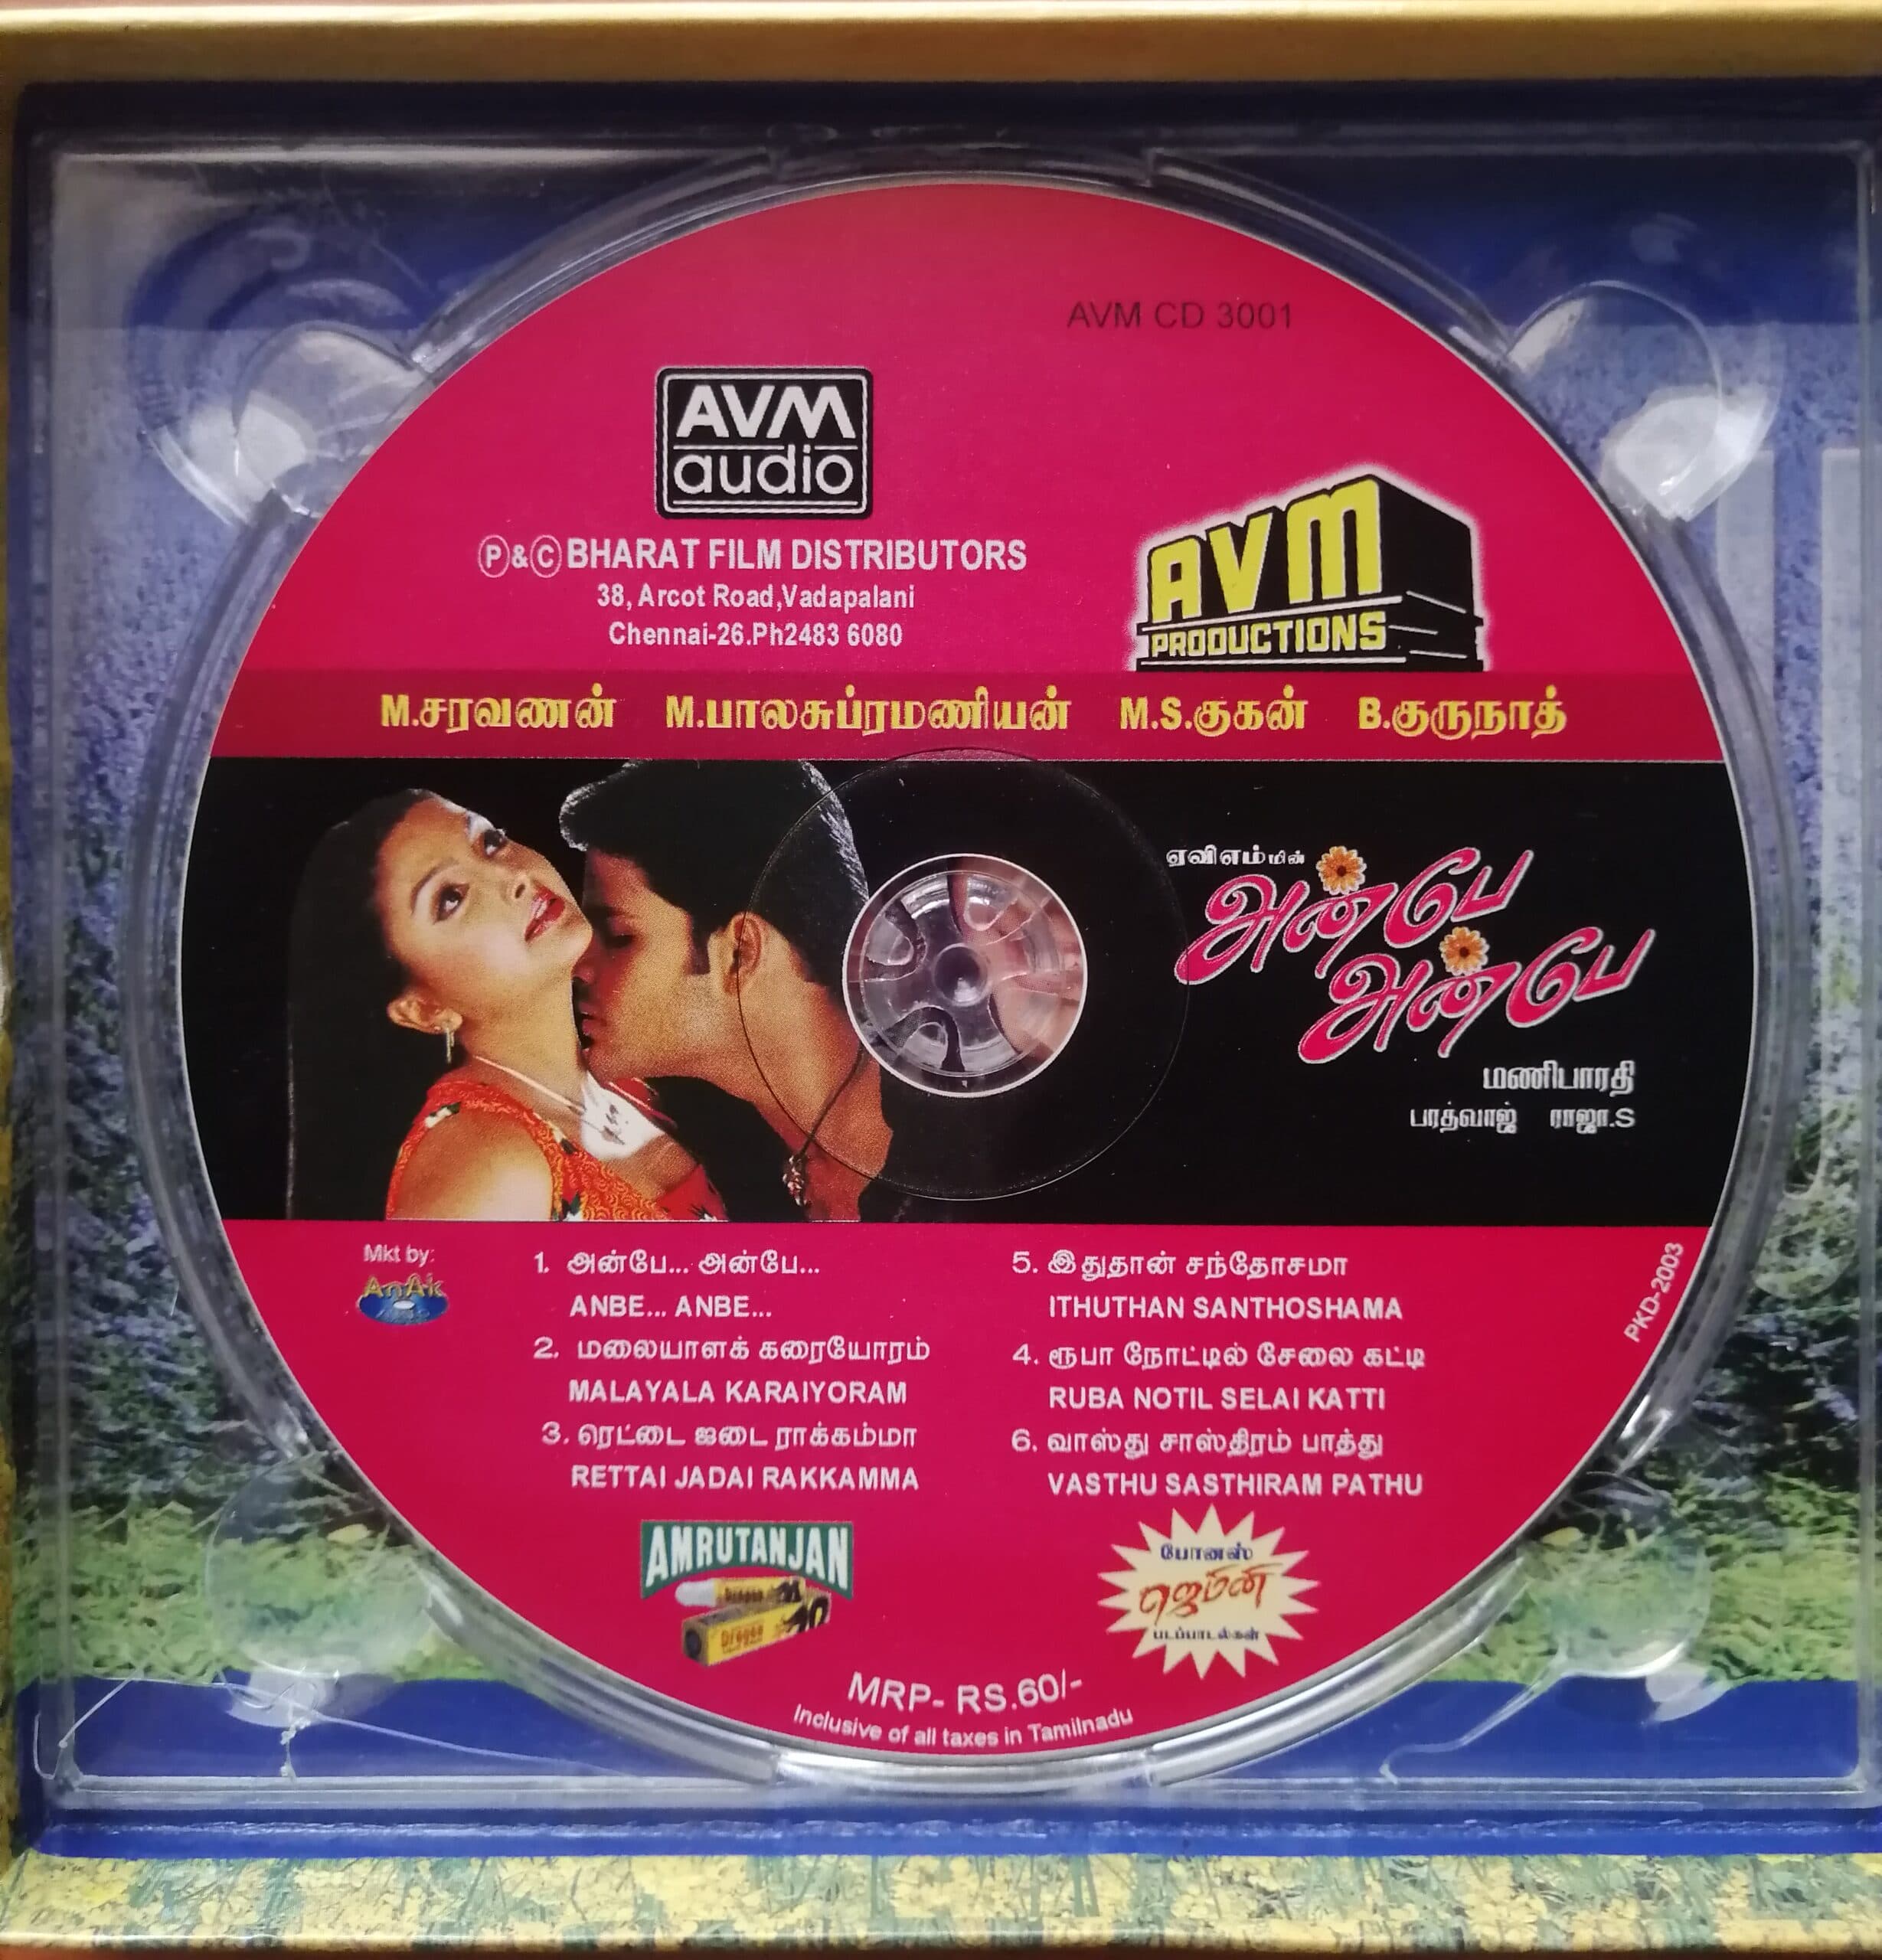 AVM CD 3001
AVM
audio
P & C BHARAT FILM DISTRIBUTORS
38, Arcot Road,Vadapalani
Chennai-26.Ph2483 6080
AVM
PRODUCTIONS
M.சரவணன் M.பாலசுப்ரமணியன் M.S.குகன் B.குருநாத்
ஏவிஎம்மின்
அன்பே
அன்பே
மணிபாரதி
பரத்வாஜ் ராஜா.S
Mkt by:
AnAk
1. அன்பே... அன்பே...
ANBE... ANBE...
2. மலையாளக் கரையோரம்
MALAYALA KARAIYORAM
3. ரெட்டை ஜடை ராக்கம்மா
RETTAI JADAI RAKKAMMA
5. இதுதான் சந்தோசமா
ITHUTHAN SANTHOSHAMA
4. ரூபா நோட்டில் சேலை கட்டி
RUBA NOTIL SELAI KATTI
6. வாஸ்து சாஸ்திரம் பாத்து
VASTHU SASTHIRAM PATHU
PKD-2003
AMRUTANJAN
Dragon
Dragon
போனஸ்
ஜெமினி
படப்பாடல்கள்
MRP- RS.60/-
Inclusive of all taxes in Tamilnadu